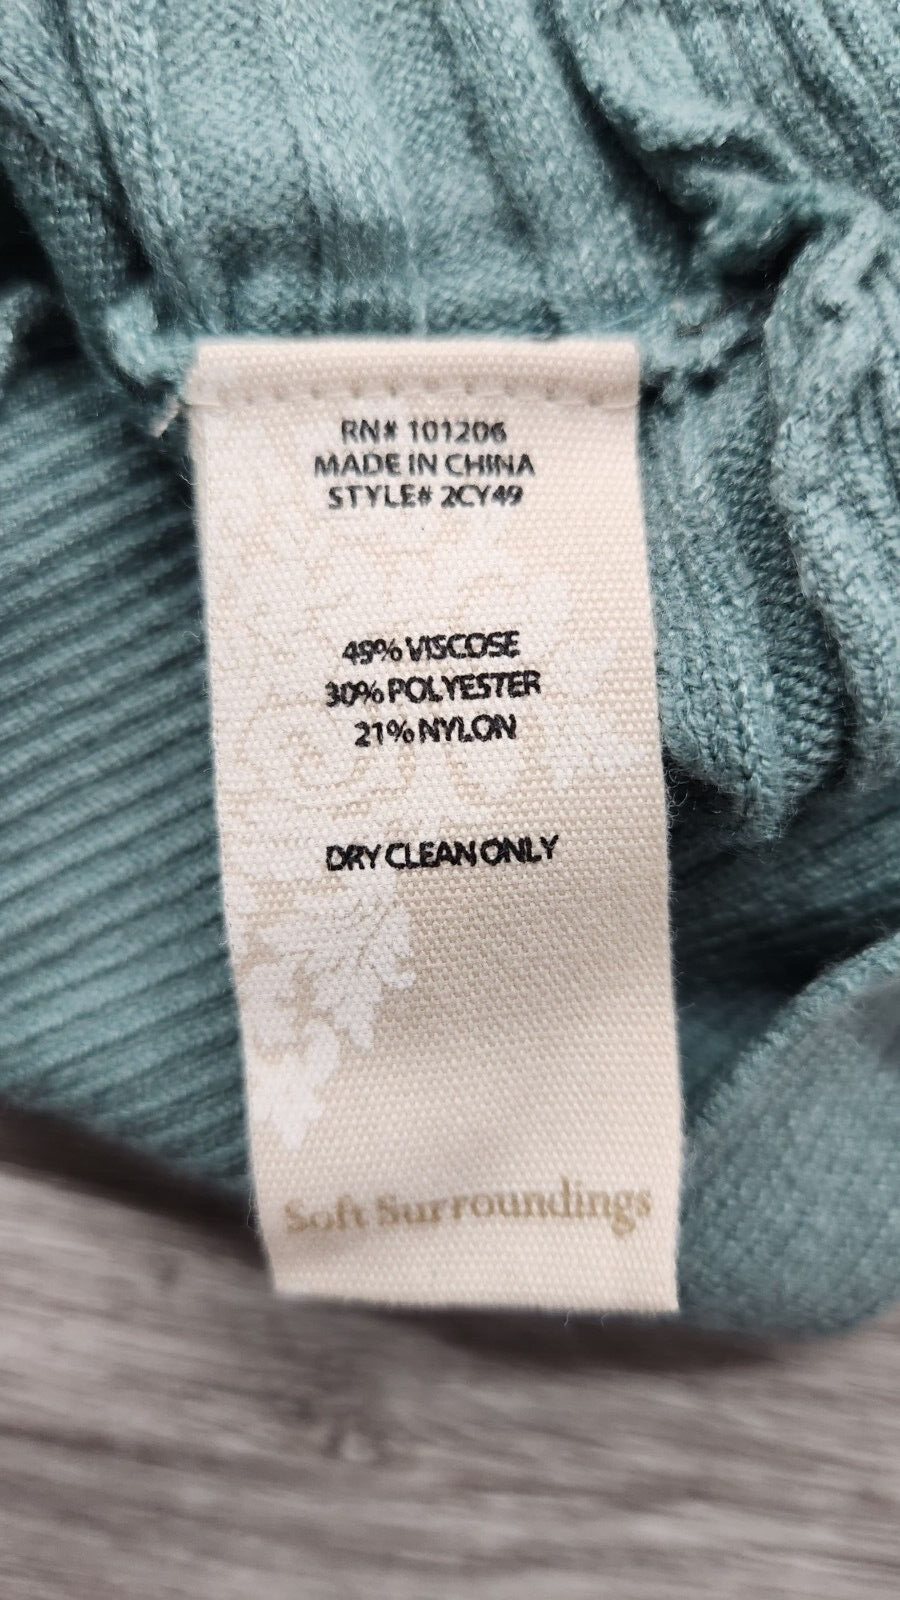 RN# 101206
MADE IN CHINA
STYLE# 2CY49
49% VISCOSE
30% POLYESTER
21% NYLON
DRY CLEAN ONLY
Soft Surroundings